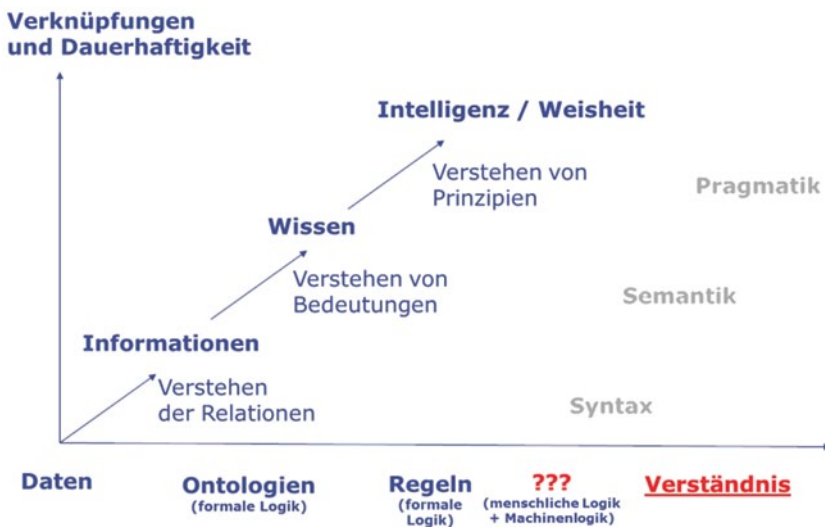 Verknüpfungen
und Dauerhaftigkeit
Intelligenz / Weisheit
Verstehen von
Prinzipien
Pragmatik
Wissen
Verstehen von
Bedeutungen
Semantik
Informationen
Verstehen
der Relationen
Syntax
Daten
Ontologien
(formale Logik)
Regeln
(formale
Logik)
???
(menschliche Logik
+ Machinenlogik)
Verständnis